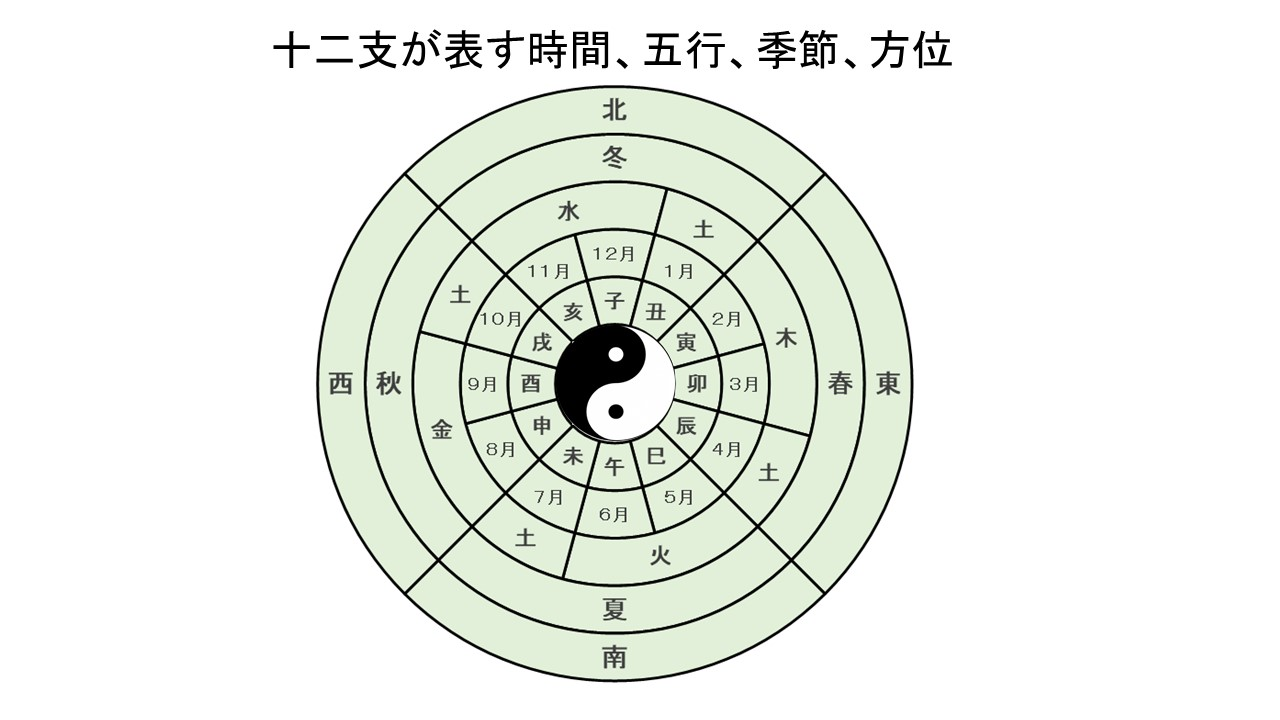 十二支が表す時間、五行、季節、方位
北
冬
水
土
12月
11月
1月
子
亥
丑
土
10月
2月
木
戌
寅
西
秋
9月
酉
卯
3月
春
東
金
8月
申
辰
4月
土
未
午
巳
7月
6月
5月
土
火
夏
南